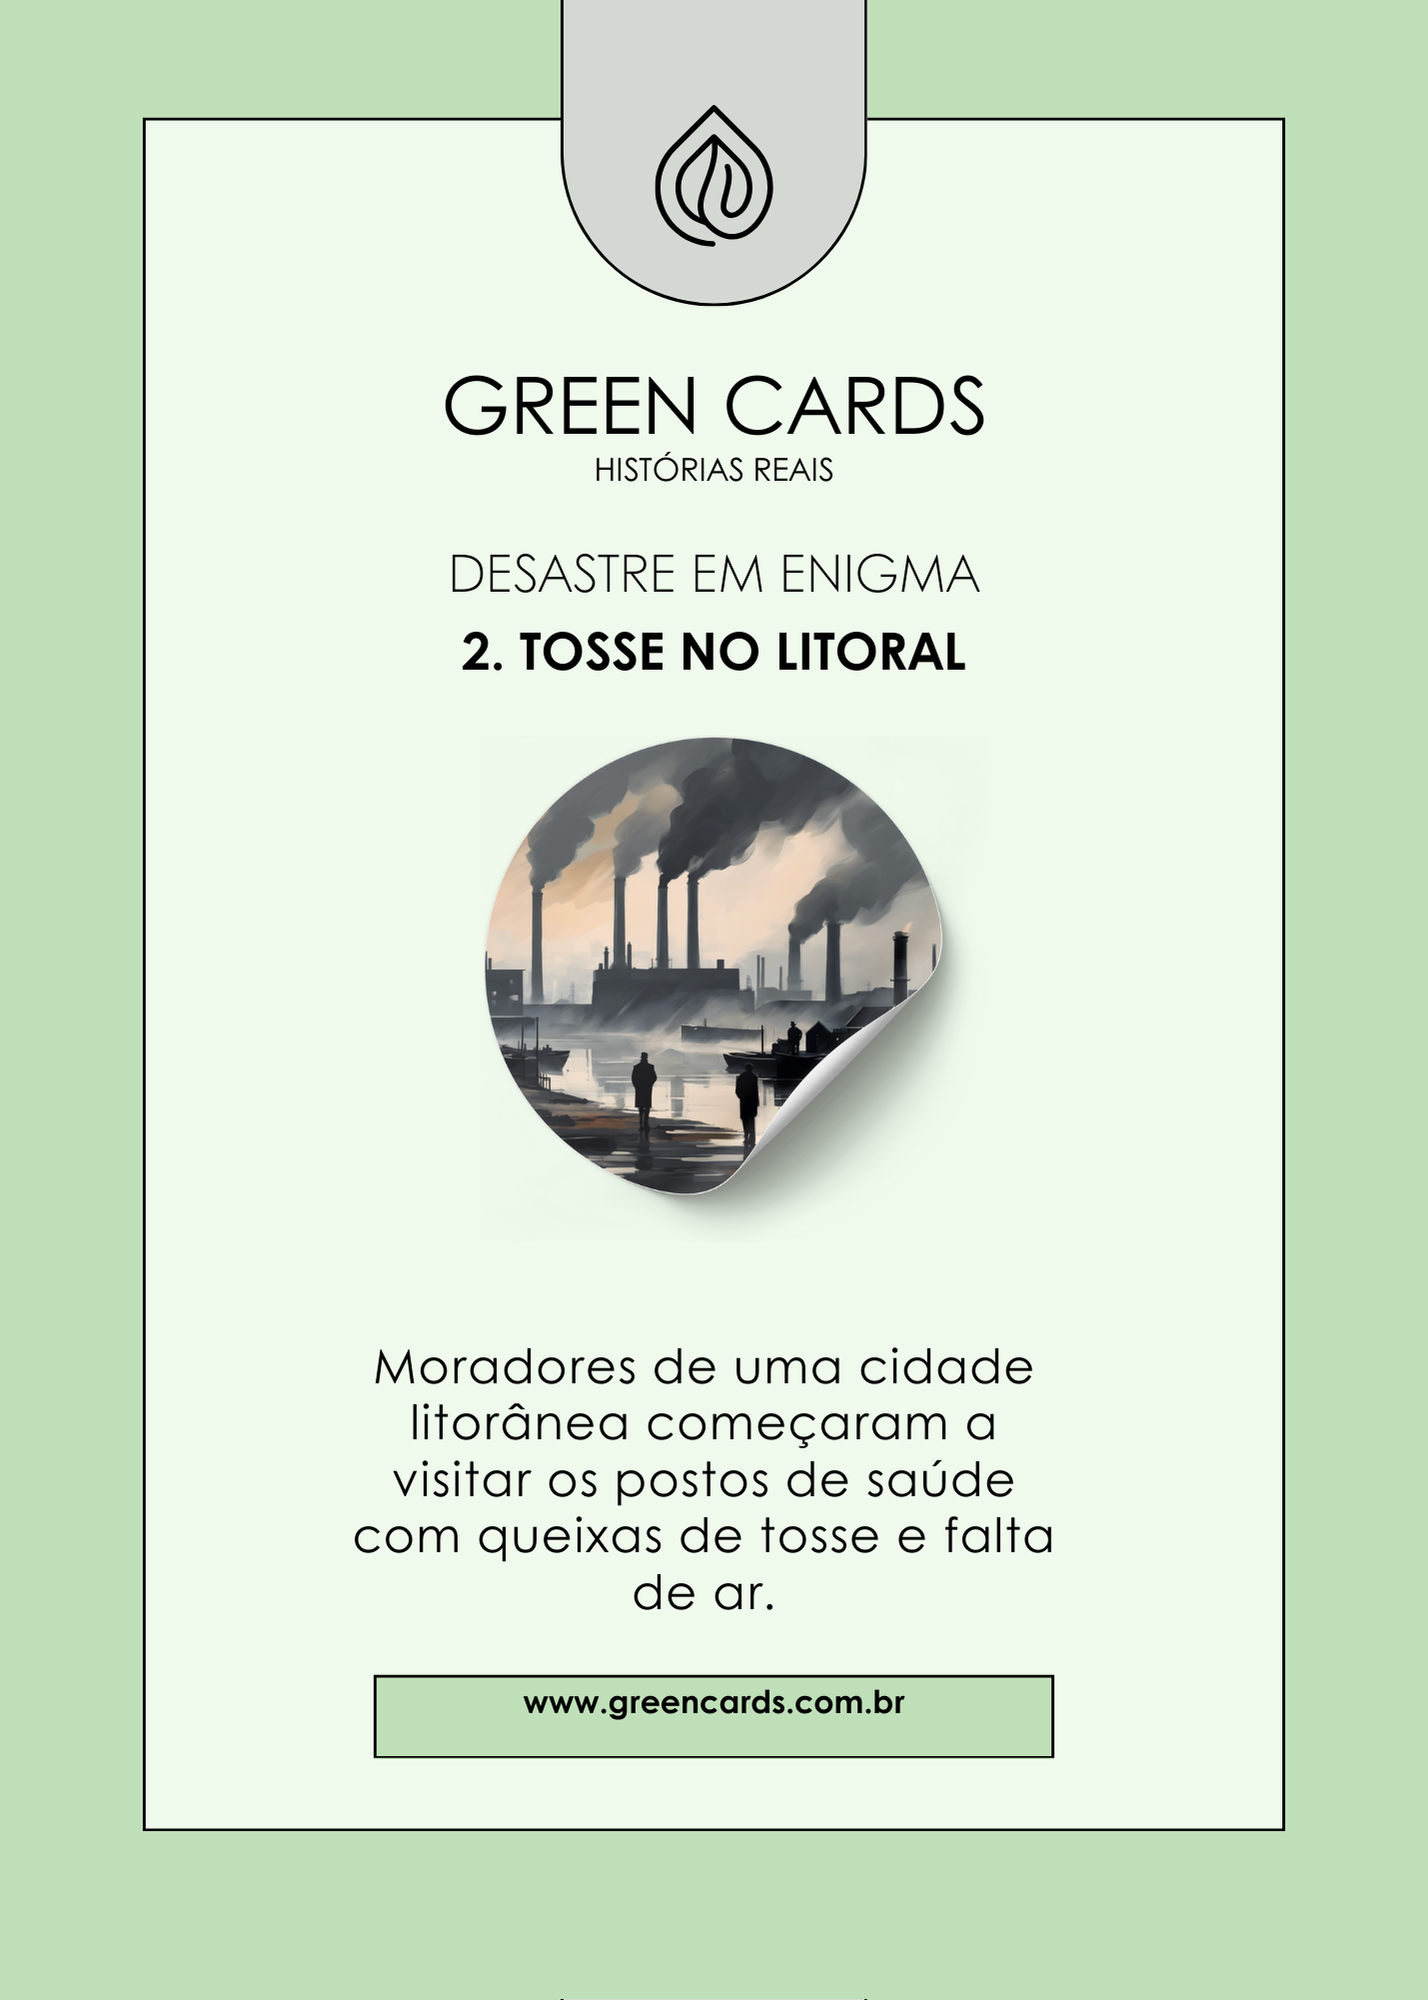 GREEN CARDS
HISTÓRIAS REAIS
DESASTRE EM ENIGMA
2. TOSSE NO LITORAL
Moradores de uma cidade
litorânea começaram a
visitar os postos de saúde
com queixas de tosse e falta
de ar.
www.greencards.com.br